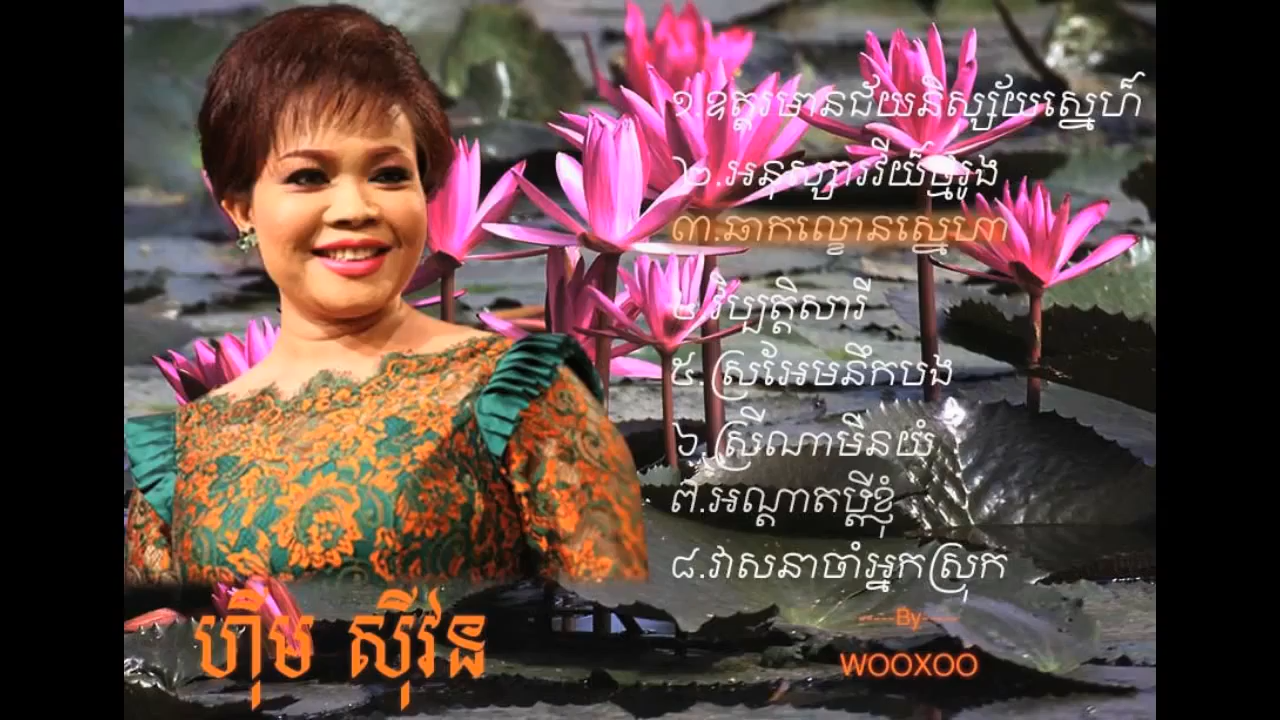 ១.ឧត្តរមានជ័យនិស្ស័យស្នេហ៍
២.អនុស្សាវរីយ៍ច្បូង
៣.ឆាកល្ខោនស្នេហា
៤.វិប្បត្តិសារី
៥.ស្រអែមនឹកបង
៦.ស្រីណាមិនយំ
៧.អណ្ដាតប្ដីខ្ញុំ
៨.វាសនាចាំអ្នកស្រុក
----By----
WOOXOO
ហ៊ឹម ស៊ីវន